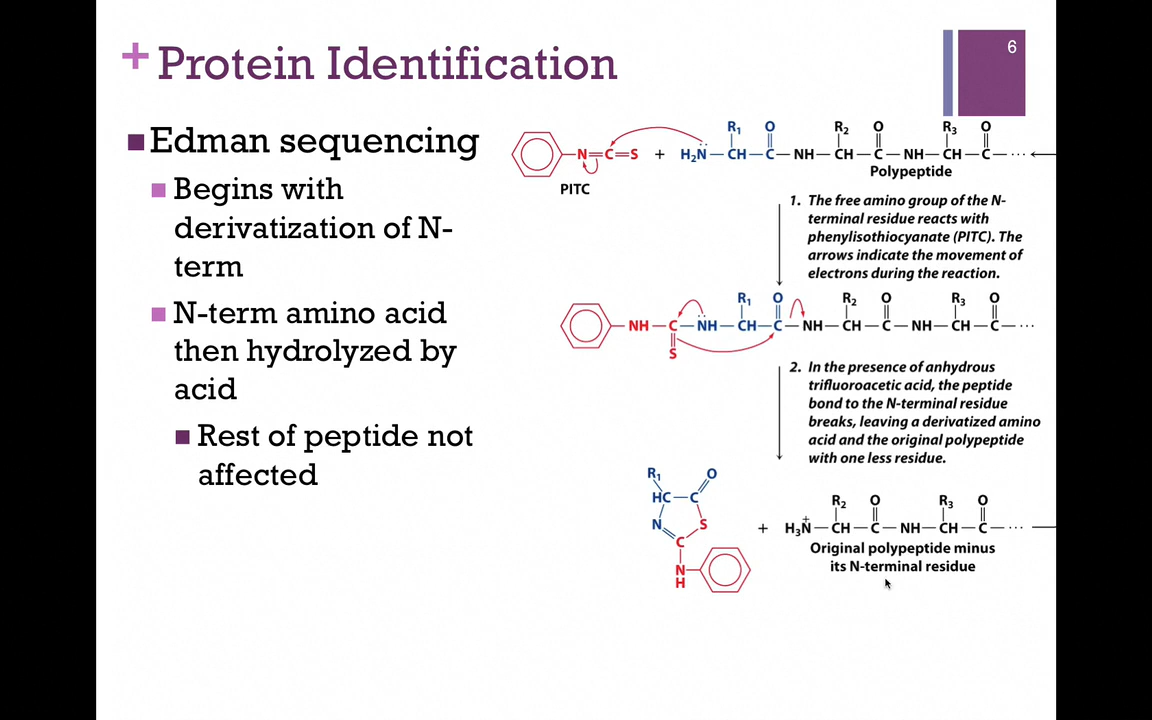 + Protein Identification
6
Edman sequencing
Begins with
derivatization of N-
term
N-term amino acid
then hydrolyzed by
acid
Rest of peptide not
affected
R1 O R2 O R3 O
N=C=S + H2N—CH—C—NH—CH—C—NH—CH—C—···
PITC
Polypeptide
1. The free amino group of the N-
terminal residue reacts with
phenylisothiocyanate (PITC). The
arrows indicate the movement of
electrons during the reaction.
R1 O R2 O R3 O
NH—C—NH—CH—C—NH—CH—C—NH—CH—C—···
S
2. In the presence of anhydrous
trifluoroacetic acid, the peptide
bond to the N-terminal residue
breaks, leaving a derivatized amino
acid and the original polypeptide
with one less residue.
R1 O
HC—C
N S
C
N
H
R2 O R3 O
+ H3N+—CH—C—NH—CH—C—···
Original polypeptide minus
its N-terminal residue